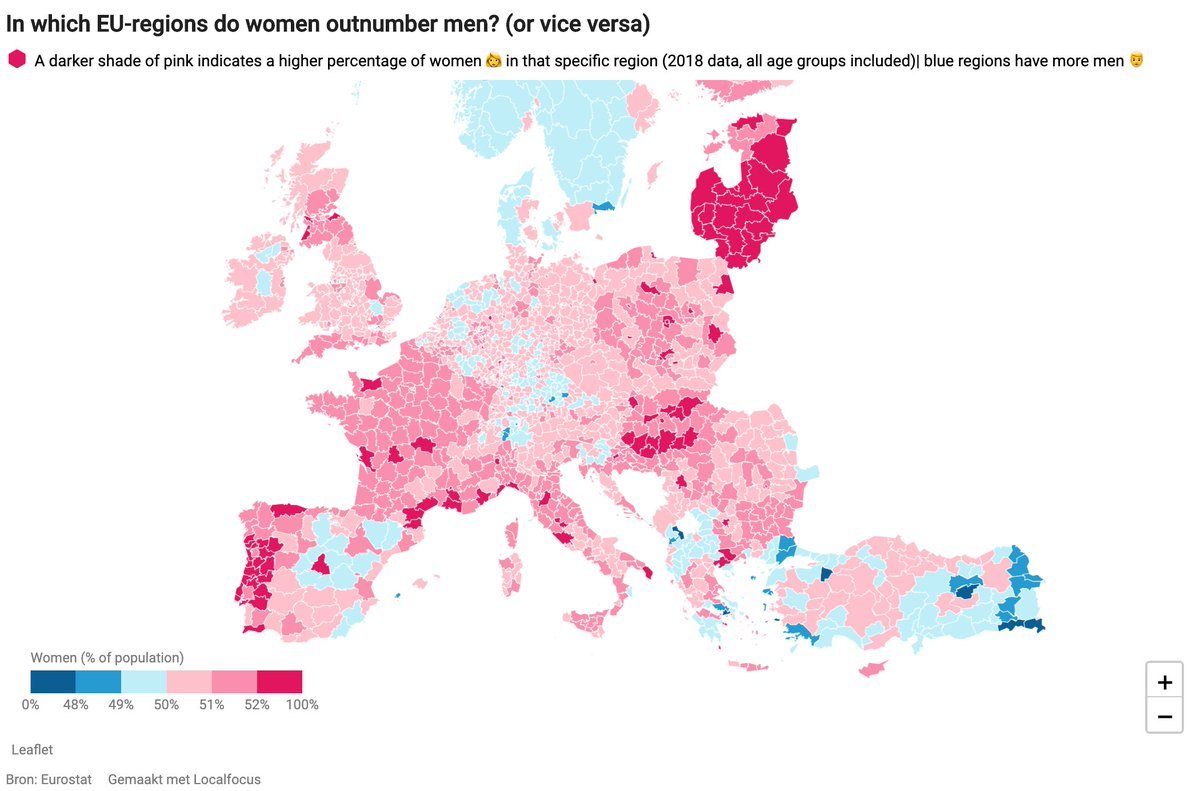 In which EU-regions do women outnumber men? (or vice versa)
A darker shade of pink indicates a higher percentage of women 👩 in that specific region (2018 data, all age groups included)| blue regions have more men 👨
Women (% of population)
0% 48% 49% 50% 51% 52% 100%
+
−
Leaflet
Bron: Eurostat Gemaakt met Localfocus